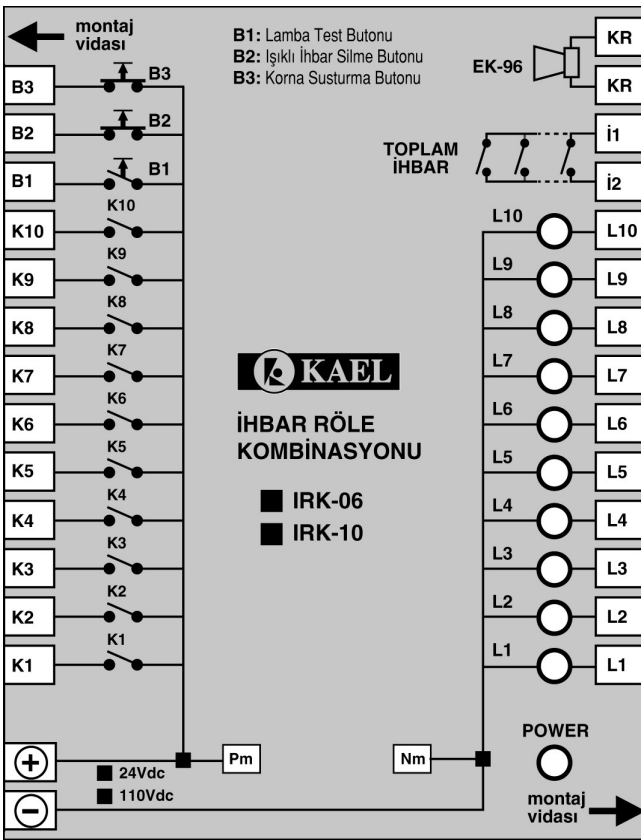 montaj
vidası
B1: Lamba Test Butonu
B2: Işıklı İhbar Silme Butonu
B3: Korna Susturma Butonu
EK-96
KR
KR
B3
B3
B2
B2
B1
B1
TOPLAM
İHBAR
İ1
İ2
K10
K10
L10
L10
K9
K9
L9
L9
K8
K8
L8
L8
K7
K7
L7
L7
K6
K6
L6
L6
K5
K5
L5
L5
K4
K4
L4
L4
K3
K3
L3
L3
K2
K2
L2
L2
K1
K1
L1
L1
KAEL
İHBAR RÖLE
KOMBİNASYONU
IRK-06
IRK-10
+
24Vdc
110Vdc
−
Pm
Nm
POWER
montaj
vidası